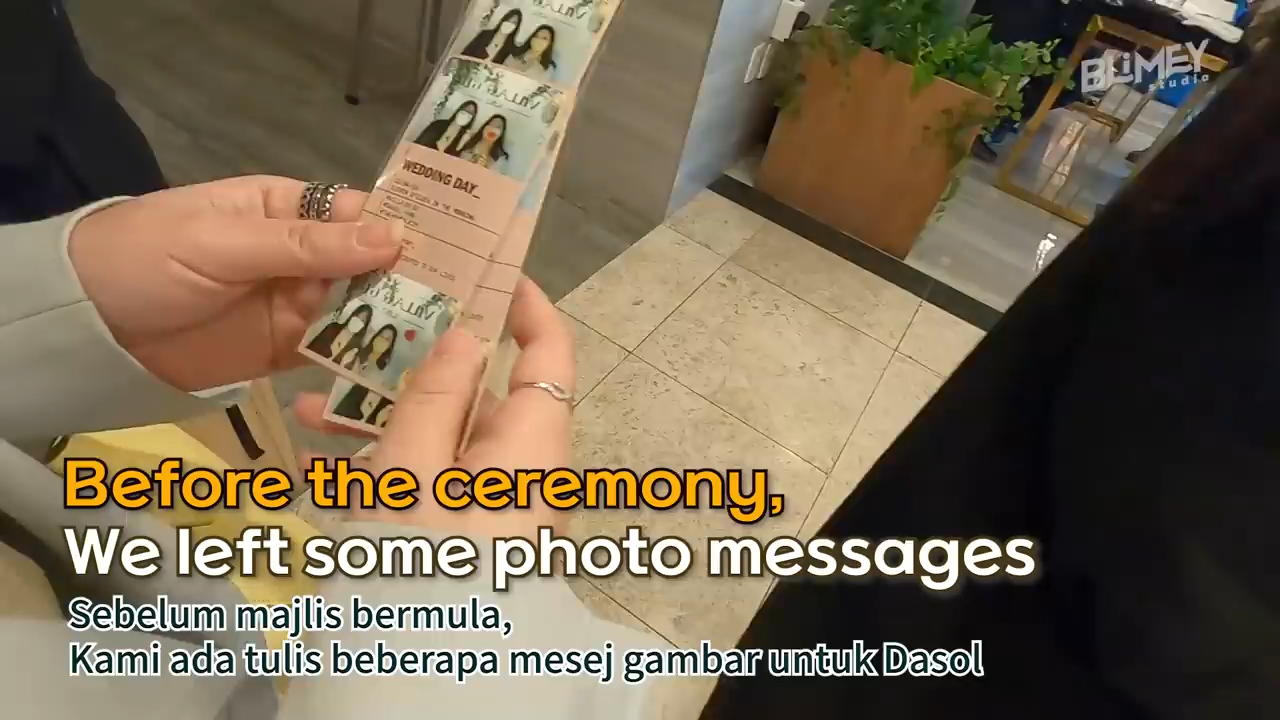 BLIMEY
studio
WEDDING DAY_
Before the ceremony,
We left some photo messages
Sebelum majlis bermula,
Kami ada tulis beberapa mesej gambar untuk Dasol